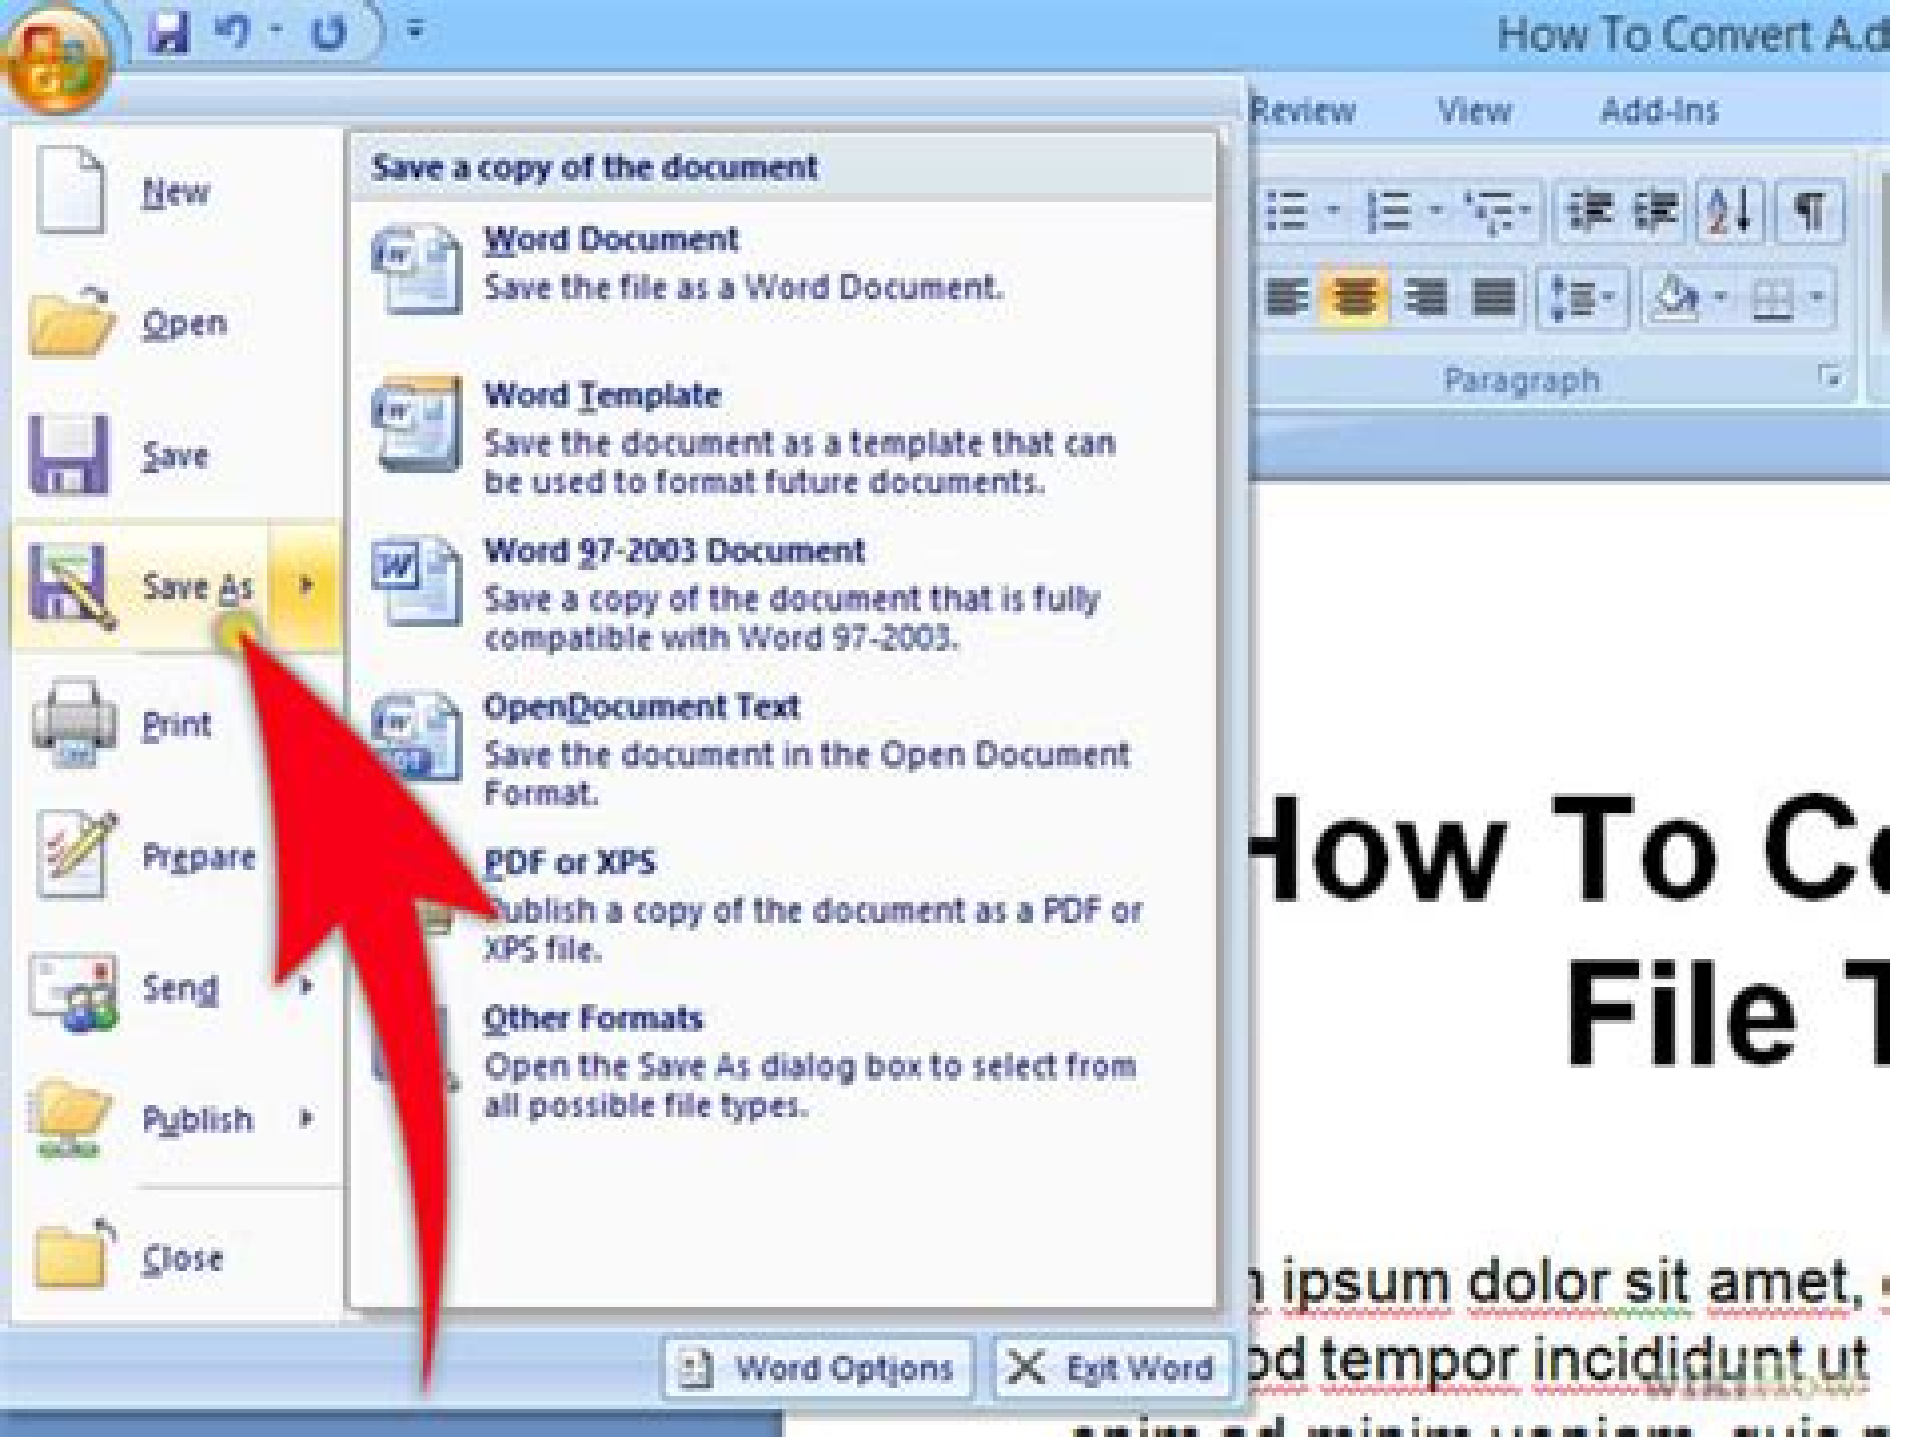 How To Convert A.d
Review View Add-Ins
Paragraph
New
Open
Save
Save As
Print
Prepare
Send
Publish
Close
Save a copy of the document
Word Document
Save the file as a Word Document.
Word Template
Save the document as a template that can
be used to format future documents.
Word 97-2003 Document
Save a copy of the document that is fully
compatible with Word 97-2003.
OpenDocument Text
Save the document in the Open Document
Format.
PDF or XPS
Publish a copy of the document as a PDF or
XPS file.
Other Formats
Open the Save As dialog box to select from
all possible file types.
Word Options
Exit Word
How To Co
File T
ipsum dolor sit amet,
od tempor incididunt ut